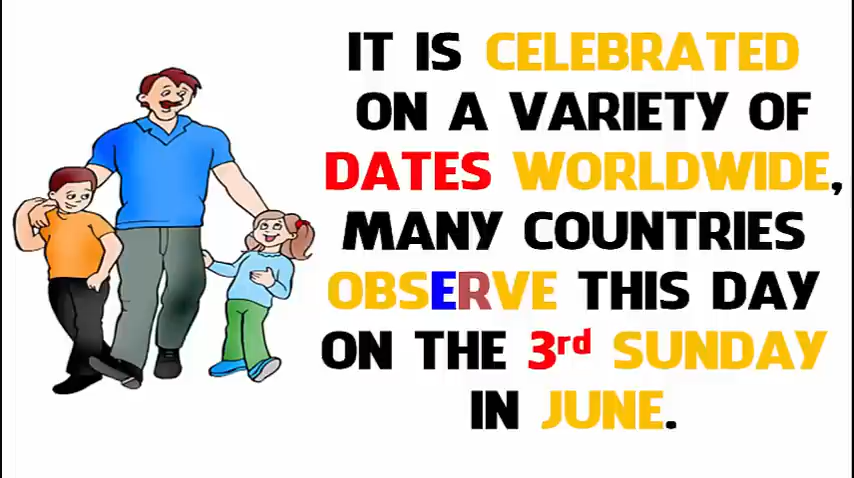 IT IS CELEBRATED
ON A VARIETY OF
DATES WORLDWIDE,
MANY COUNTRIES
OBSERVE THIS DAY
ON THE 3rd SUNDAY
IN JUNE.